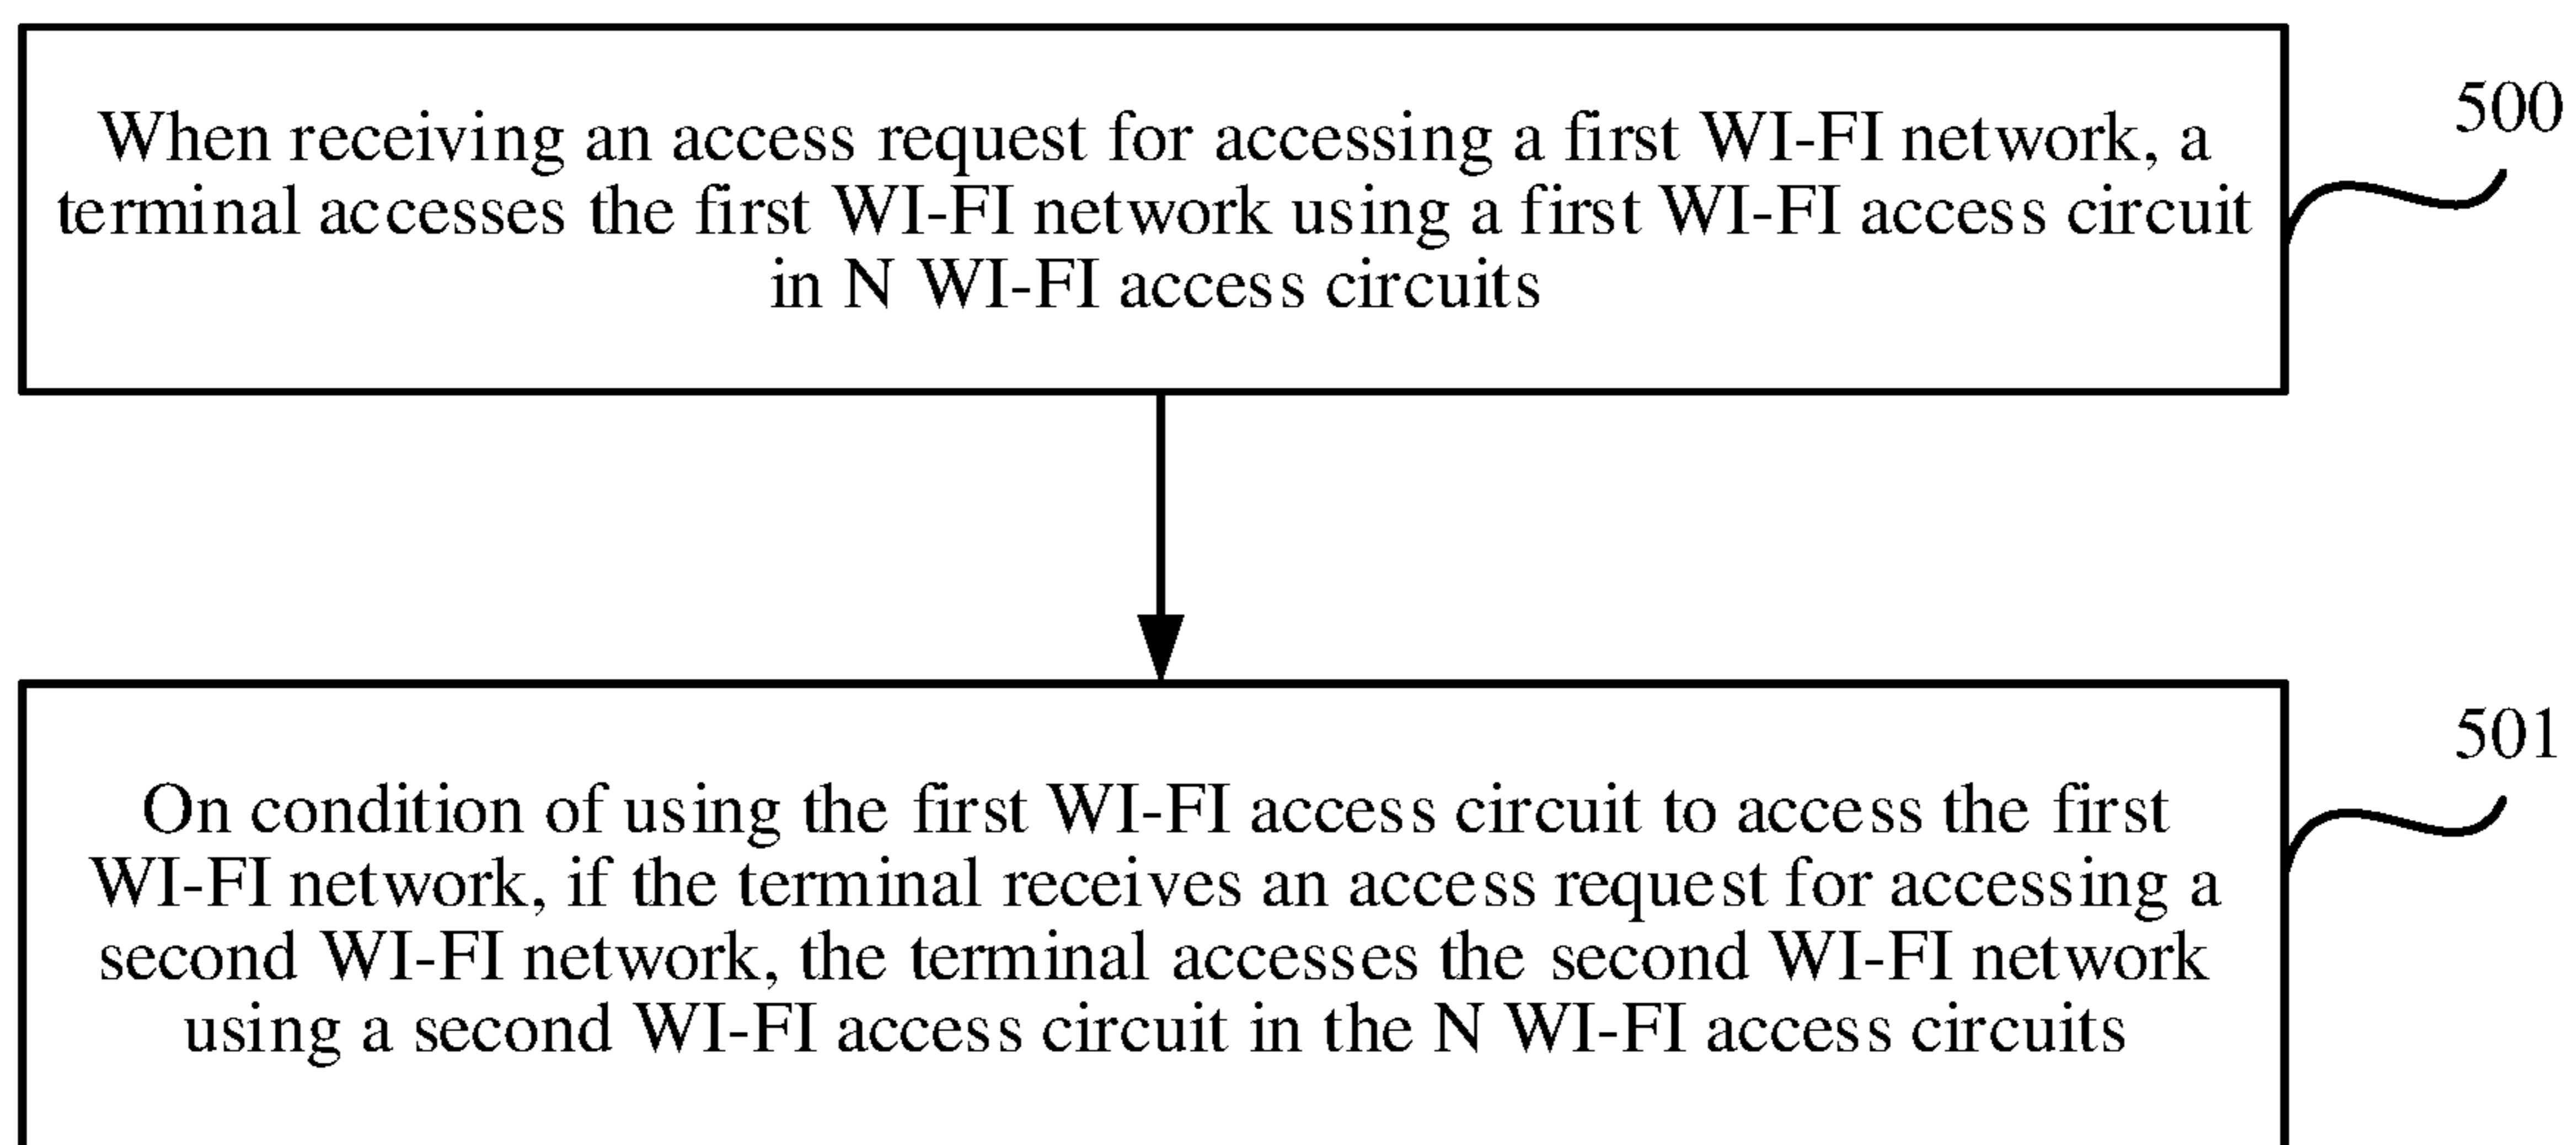 When receiving an access request for accessing a first WI-FI network, a
terminal accesses the first WI-FI network using a first WI-FI access circuit
in N WI-FI access circuits
500
On condition of using the first WI-FI access circuit to access the first
WI-FI network, if the terminal receives an access request for accessing a
second WI-FI network, the terminal accesses the second WI-FI network
using a second WI-FI access circuit in the N WI-FI access circuits
501